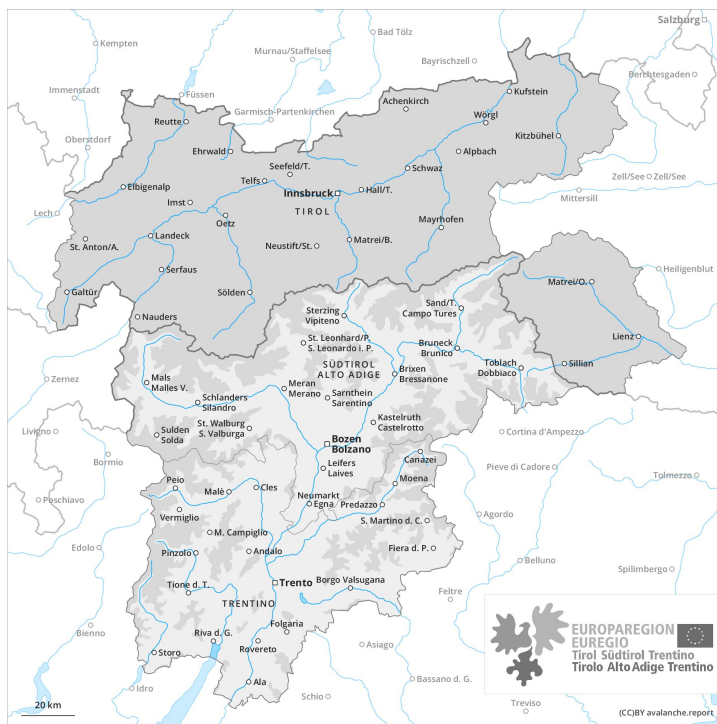 Salzburg
Kempten
Bad Tölz
Murnau/Staffelsee
Bayrischzell
Berchtesgaden
Immenstadt
Füssen
Kufstein
Achenkirch
Garmisch-Partenkirchen
Reutte
Wörgl
Oberstdorf
Kitzbühel
Ehrwald
Alpbach
Seefeld/T.
Schwaz
Zell/See
Zell/See
Telfs
Elbigenalp
Innsbruck
Hall/T.
Mittersill
Imst
TIROL
Lech
Oetz
Mayrhofen
Landeck
St. Anton/A.
Neustift/St.
Matrei/B.
Serfaus
Heiligenblut
Matrei/O.
Galtür
Sölden
Sand/T.
Campo Tures
Sterzing
Vipiteno
Nauders
St. Leonhard/P.
S. Leonardo i. P.
Lienz
Bruneck
Brunico
SÜDTIROL
ALTO ADIGE
Toblach
Dobbiaco
Sillian
Mals
Malles V.
Meran
Merano
Brixen
Bressanone
Zernez
Schlanders
Silandro
Sarnthein
Sarentino
St. Walburg
S. Valburga
Kastelruth
Castelrotto
Livigno
Sulden
Solda
Cortina d'Ampezzo
Bozen
Bolzano
Bormio
Canazei
Leifers
Laives
Pieve di Cadore
Tolmezzo
Peio
Moena
Malè
Cles
Neumarkt
Egna
Predazzo
Poschiavo
Vermiglio
Agordo
S. Martino d. C.
M. Campiglio
Edolo
Pinzolo
Andalo
Fiera d. P.
Belluno
Spilimbergo
Trento
Borgo Valsugana
Tione d. T.
Feltre
TRENTINO
Folgaria
Bienno
Riva d. G.
Rovereto
Asiago
Storo
Bassano d. G.
Idro
Ala
Schio
Treviso
EUROPAREGION
EUREGIO
Tirol Südtirol Trentino
Tirolo Alto Adige Trentino
20 km
(CC)BY avalanche.report